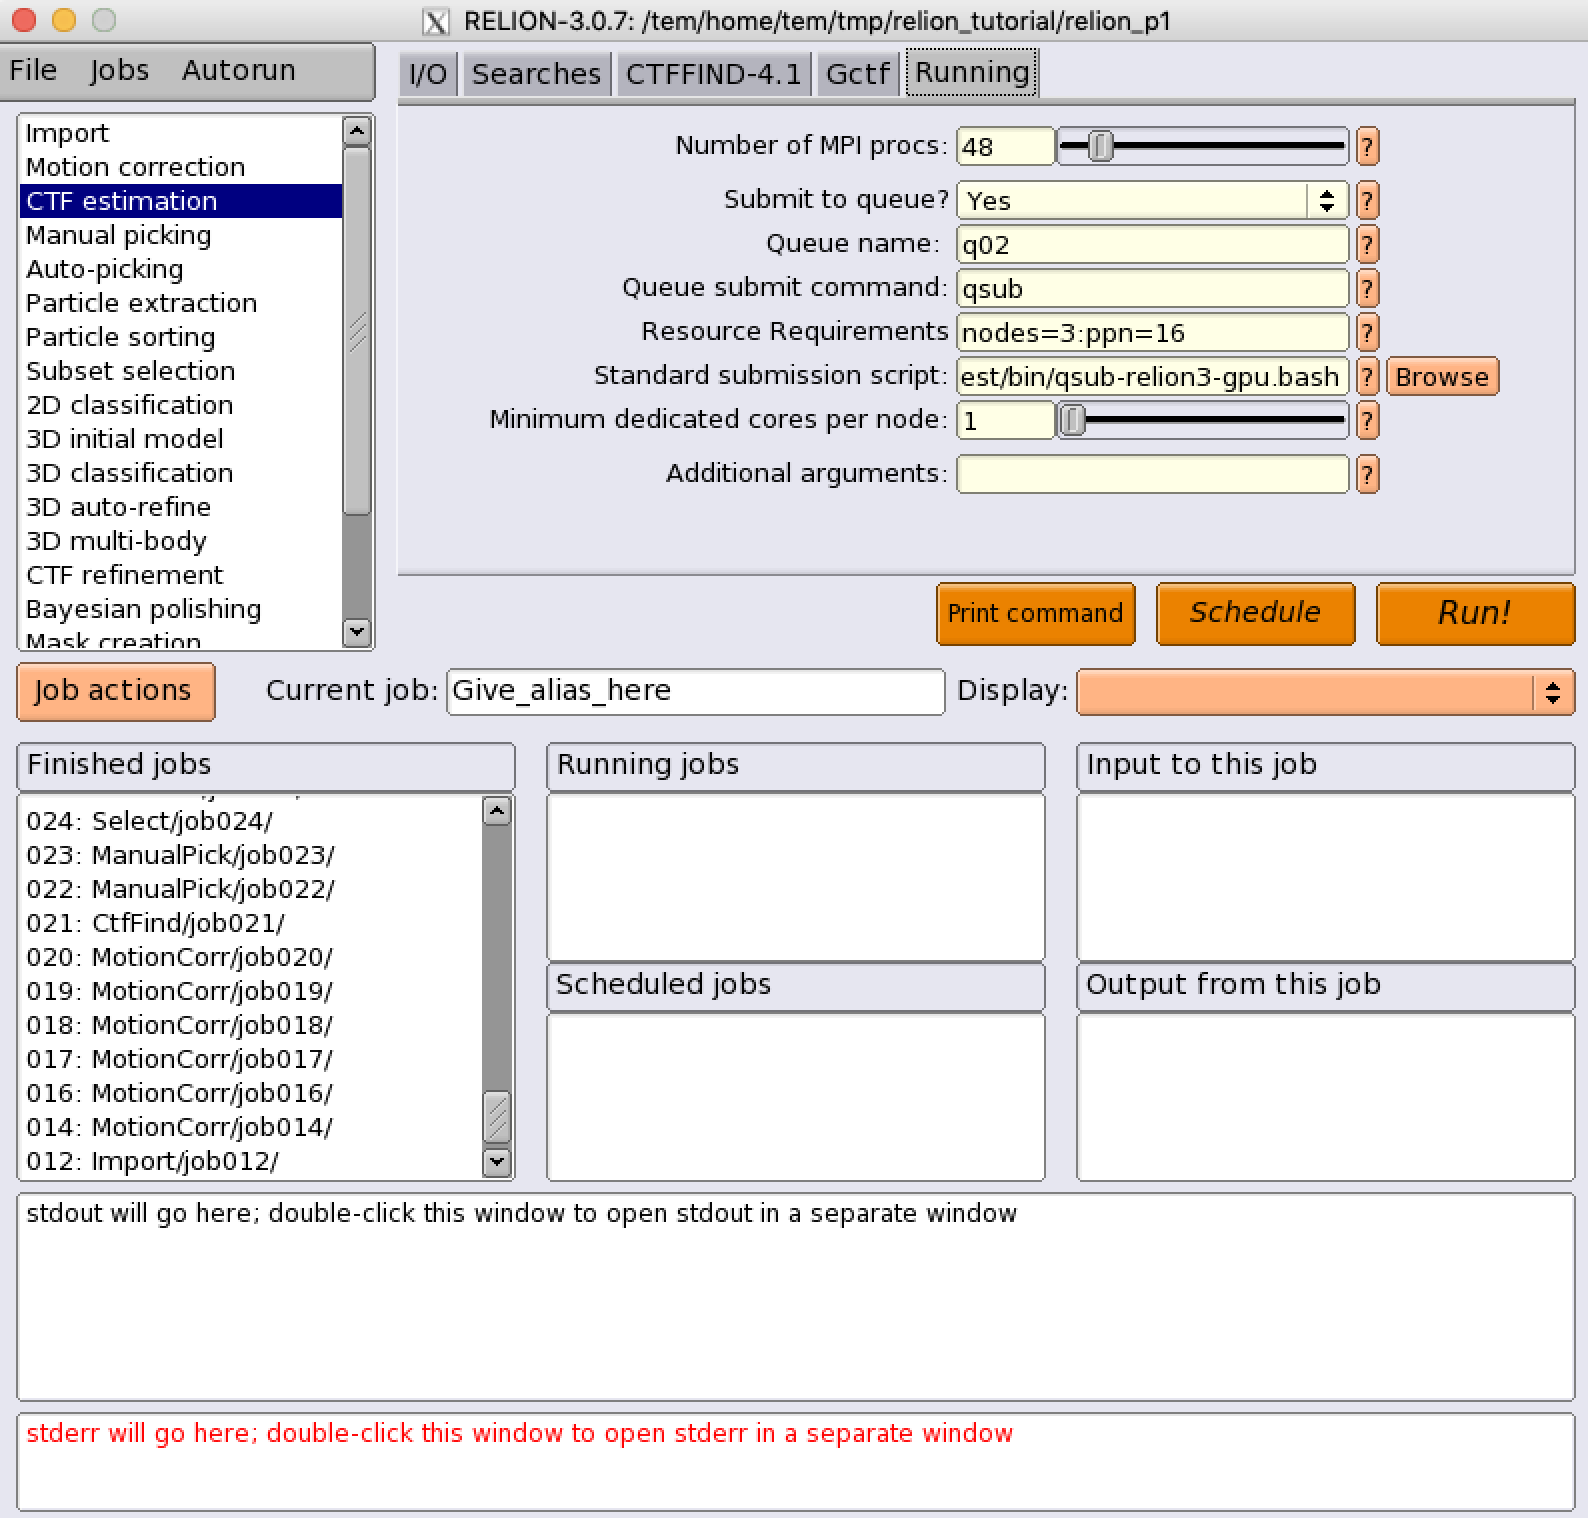 RELION-3.0.7: /tem/home/tem/tmp/relion_tutorial/relion_p1
File Jobs Autorun
I/O Searches CTFFIND-4.1 Gctf Running
Import
Motion correction
CTF estimation
Manual picking
Auto-picking
Particle extraction
Particle sorting
Subset selection
2D classification
3D initial model
3D classification
3D auto-refine
3D multi-body
CTF refinement
Bayesian polishing
Mask creation
Number of MPI procs: 48 ?
Submit to queue? Yes ?
Queue name: q02 ?
Queue submit command: qsub ?
Resource Requirements nodes=3:ppn=16 ?
Standard submission script: est/bin/qsub-relion3-gpu.bash ? Browse
Minimum dedicated cores per node: 1 ?
Additional arguments: ?
Print command Schedule Run!
Job actions Current job: Give_alias_here Display:
Finished jobs
024: Select/job024/
023: ManualPick/job023/
022: ManualPick/job022/
021: CtfFind/job021/
020: MotionCorr/job020/
019: MotionCorr/job019/
018: MotionCorr/job018/
017: MotionCorr/job017/
016: MotionCorr/job016/
014: MotionCorr/job014/
012: Import/job012/
Running jobs
Scheduled jobs
Input to this job
Output from this job
stdout will go here; double-click this window to open stdout in a separate window
stderr will go here; double-click this window to open stderr in a separate window